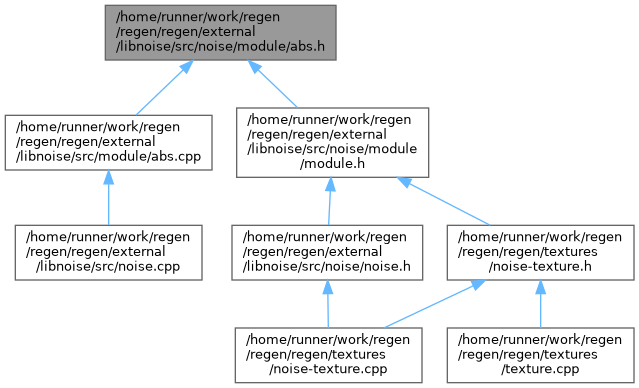 /home/runner/work/regen
/regen/regen/external
/libnoise/src/noise/module/abs.h
/home/runner/work/regen
/regen/regen/external
/libnoise/src/module/abs.cpp
/home/runner/work/regen
/regen/regen/external
/libnoise/src/noise/module
/module.h
/home/runner/work/regen
/regen/regen/external
/libnoise/src/noise.cpp
/home/runner/work/regen
/regen/regen/external
/libnoise/src/noise/noise.h
/home/runner/work/regen
/regen/regen/textures
/noise-texture.h
/home/runner/work/regen
/regen/regen/textures
/noise-texture.cpp
/home/runner/work/regen
/regen/regen/textures
/texture.cpp